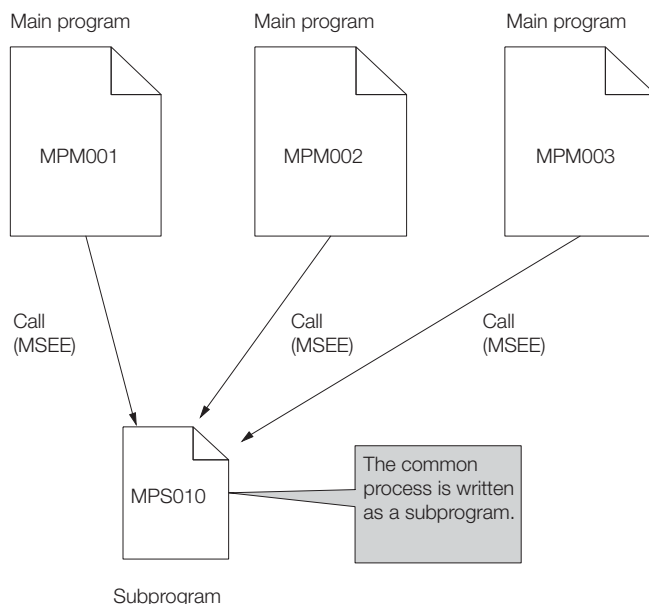 Main program
Main program
Main program
MPM001
MPM002
MPM003
Call
(MSEE)
Call
(MSEE)
Call
(MSEE)
MPS010
The common
process is written
as a subprogram.
Subprogram